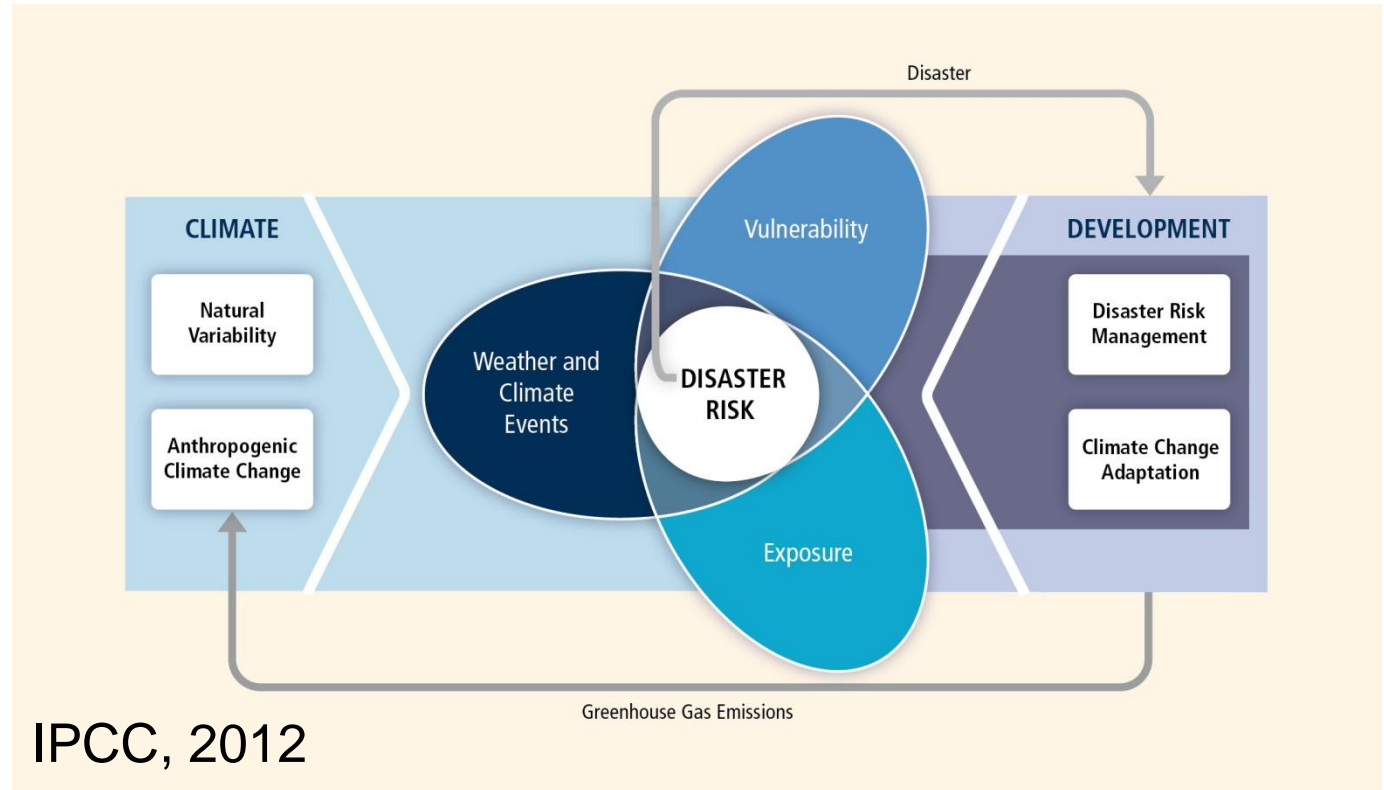 Disaster
CLIMATE
Natural
Variability
Anthropogenic
Climate Change
Weather and
Climate
Events
Vulnerability
DISASTER
RISK
Exposure
DEVELOPMENT
Disaster Risk
Management
Climate Change
Adaptation
Greenhouse Gas Emissions
IPCC, 2012